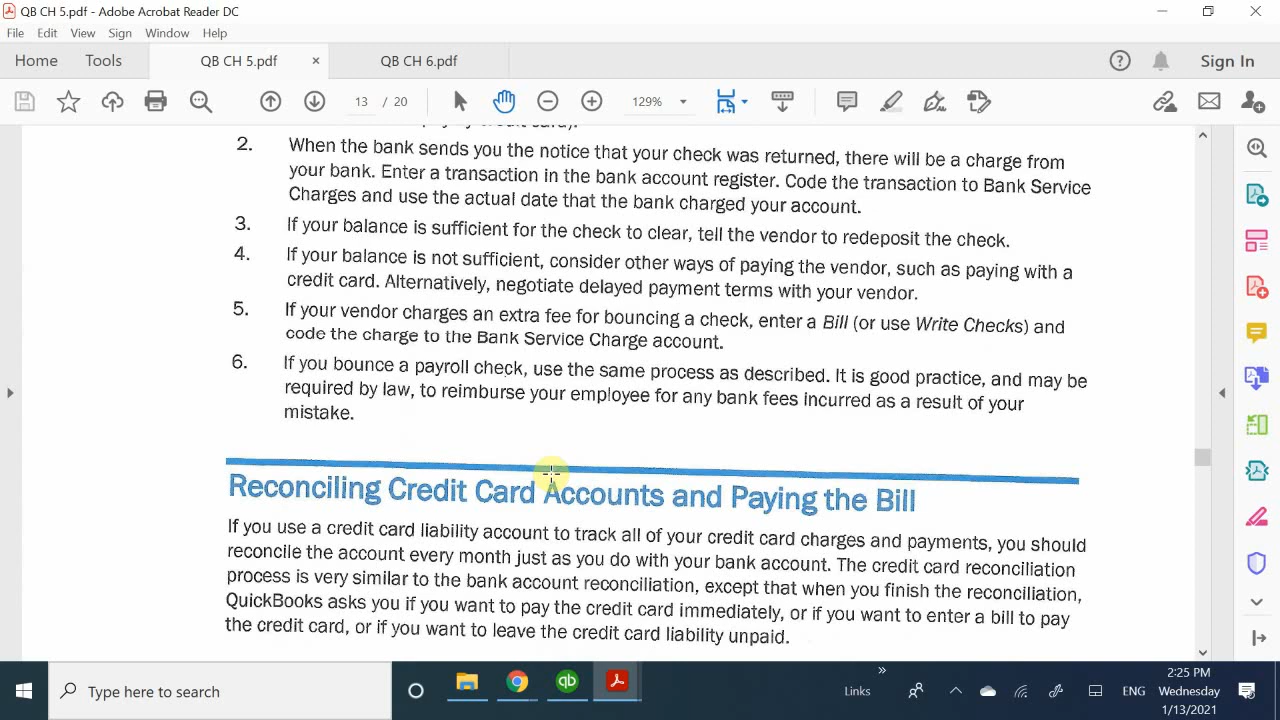 QB CH 5.pdf - Adobe Acrobat Reader DC
File Edit View Sign Window Help
Home Tools QB CH 5.pdf × QB CH 6.pdf Sign In
13 / 20 129%
2. When the bank sends you the notice that your check was returned, there will be a charge from
your bank. Enter a transaction in the bank account register. Code the transaction to Bank Service
Charges and use the actual date that the bank charged your account.
3. If your balance is sufficient for the check to clear, tell the vendor to redeposit the check.
4. If your balance is not sufficient, consider other ways of paying the vendor, such as paying with a
credit card. Alternatively, negotiate delayed payment terms with your vendor.
5. If your vendor charges an extra fee for bouncing a check, enter a Bill (or use Write Checks) and
code the charge to the Bank Service Charge account.
6. If you bounce a payroll check, use the same process as described. It is good practice, and may be
required by law, to reimburse your employee for any bank fees incurred as a result of your
mistake.
Reconciling Credit Card Accounts and Paying the Bill
If you use a credit card liability account to track all of your credit card charges and payments, you should
reconcile the account every month just as you do with your bank account. The credit card reconciliation
process is very similar to the bank account reconciliation, except that when you finish the reconciliation,
QuickBooks asks you if you want to pay the credit card immediately, or if you want to enter a bill to pay
the credit card, or if you want to leave the credit card liability unpaid.
Type here to search
qb
Links
»
ENG
2:25 PM
Wednesday
1/13/2021